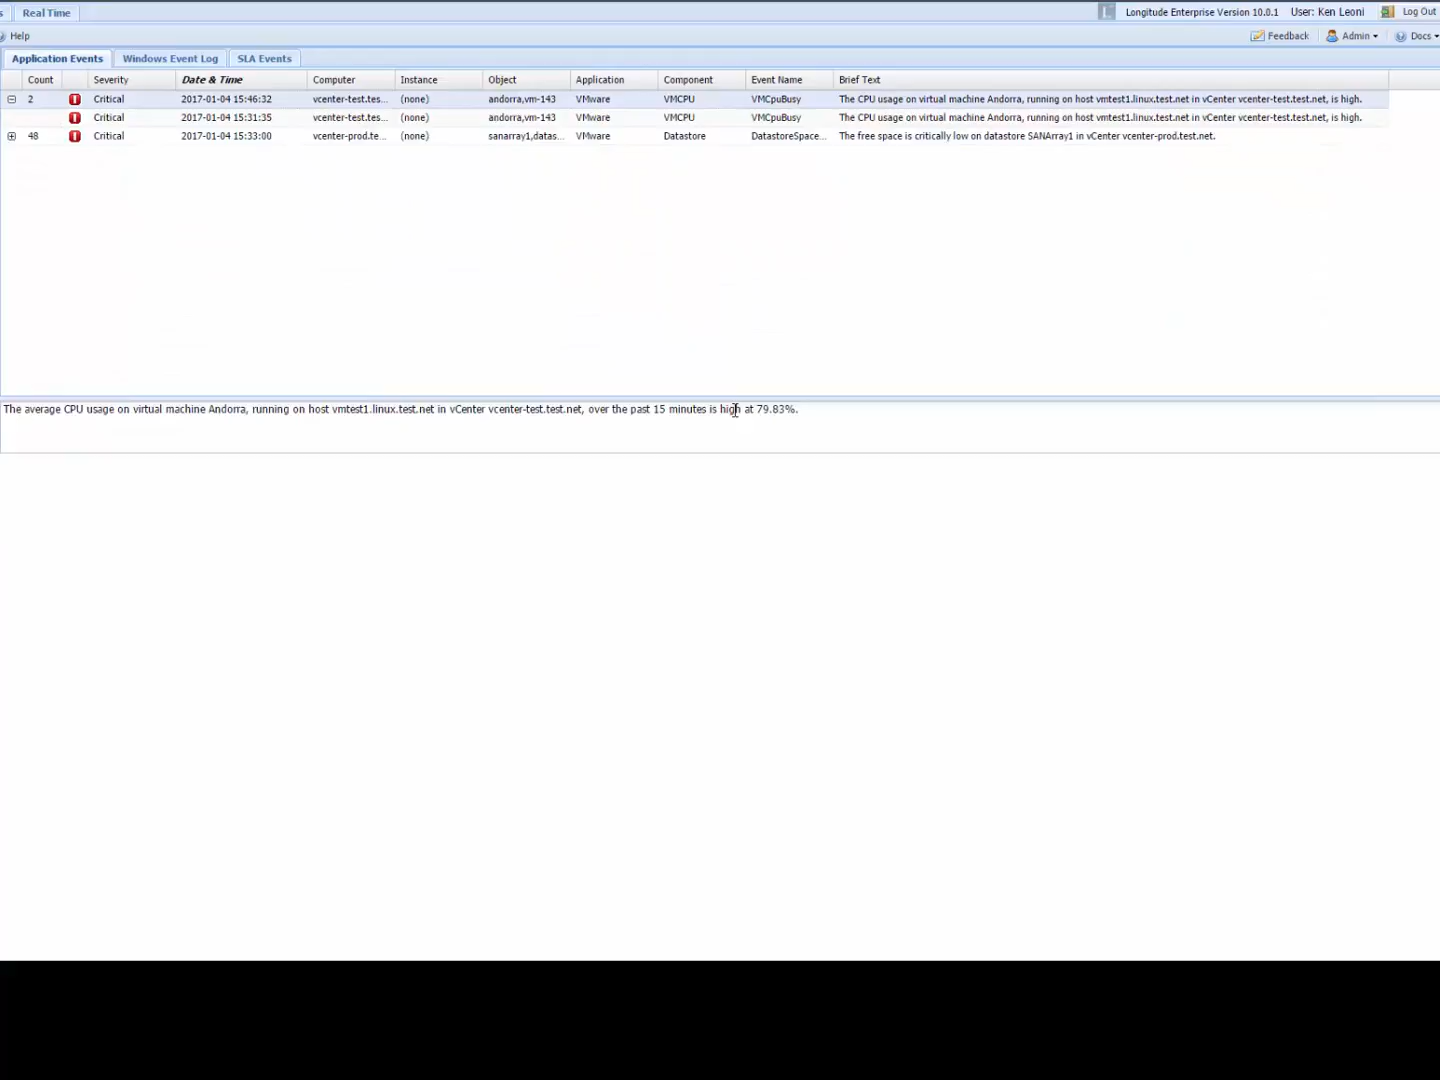 s Real Time Longitude Enterprise Version 10.0.1 User: Ken Leoni Log Out
Help Feedback Admin Docs
Application Events Windows Event Log SLA Events
Count Severity Date & Time Computer Instance Object Application Component Event Name Brief Text
2 Critical 2017-01-04 15:46:32 vcenter-test.tes... (none) andorra,vm-143 VMware VMCPU VMCpuBusy The CPU usage on virtual machine Andorra, running on host vmtest1.linux.test.net in vCenter vcenter-test.test.net, is high.
Critical 2017-01-04 15:31:35 vcenter-test.tes... (none) andorra,vm-143 VMware VMCPU VMCpuBusy The CPU usage on virtual machine Andorra, running on host vmtest1.linux.test.net in vCenter vcenter-test.test.net, is high.
48 Critical 2017-01-04 15:33:00 vcenter-prod.te... (none) sanarray1,datas... VMware Datastore DatastoreSpace... The free space is critically low on datastore SANArray1 in vCenter vcenter-prod.test.net.
The average CPU usage on virtual machine Andorra, running on host vmtest1.linux.test.net in vCenter vcenter-test.test.net, over the past 15 minutes is high at 79.83%.